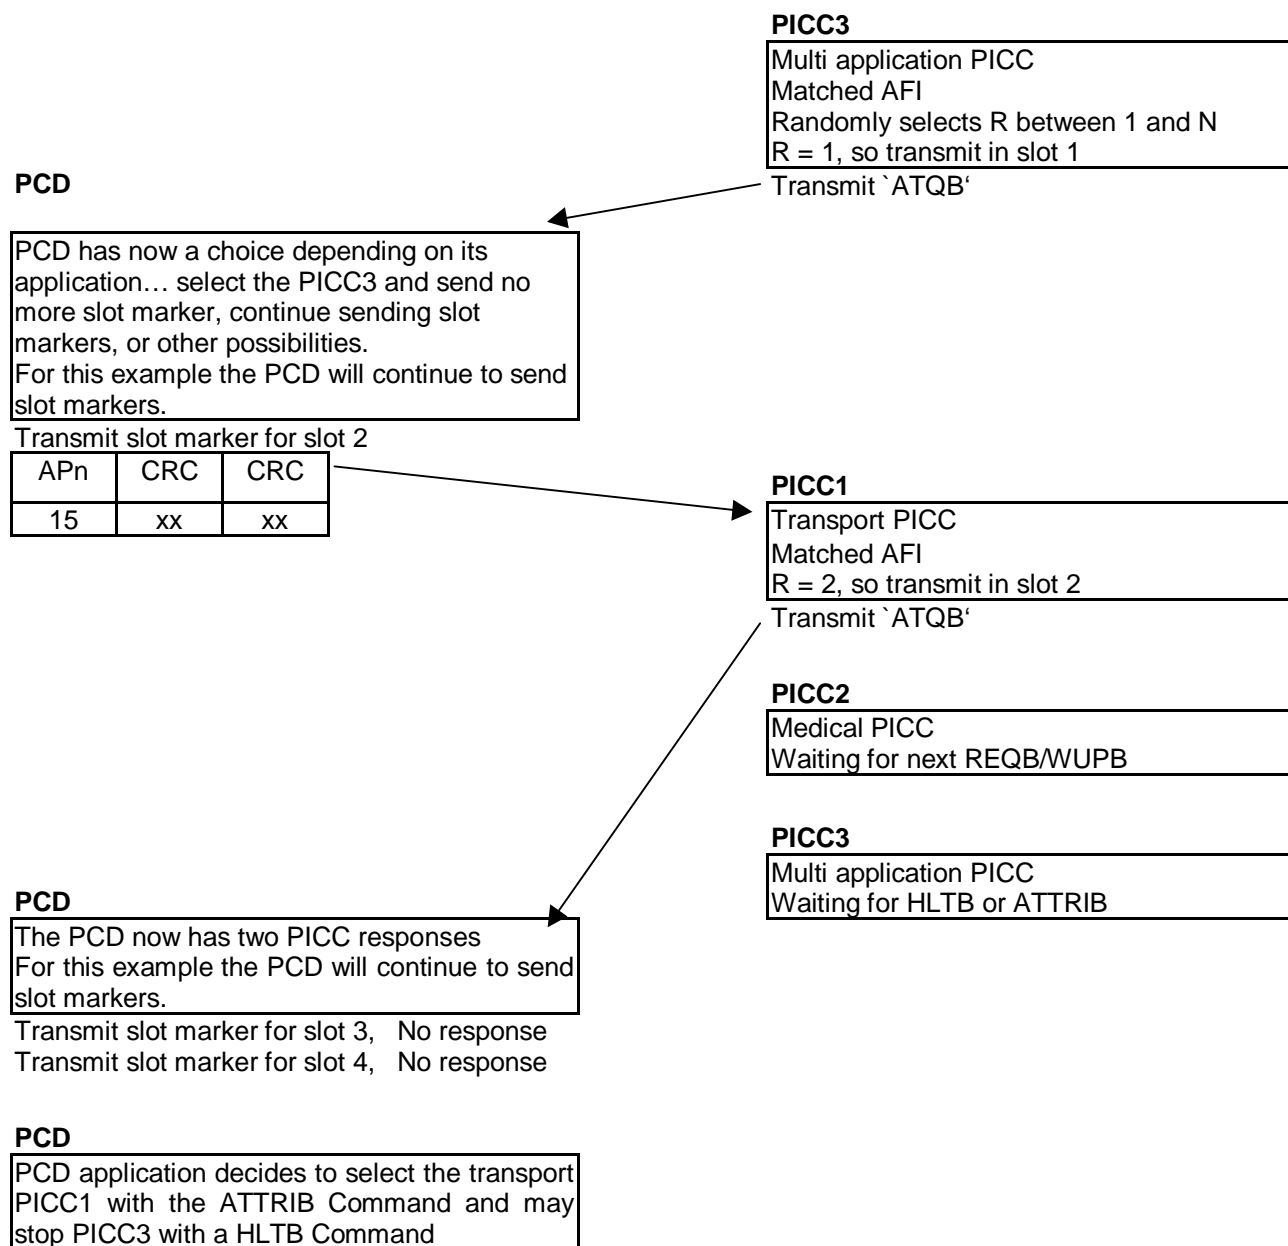 PICC3
Multi application PICC
Matched AFI
Randomly selects R between 1 and N
R = 1, so transmit in slot 1
Transmit `ATQB‘
PCD
PCD has now a choice depending on its
application… select the PICC3 and send no
more slot marker, continue sending slot
markers, or other possibilities.
For this example the PCD will continue to send
slot markers.
Transmit slot marker for slot 2
APn CRC CRC
15 xx xx
PICC1
Transport PICC
Matched AFI
R = 2, so transmit in slot 2
Transmit `ATQB‘
PICC2
Medical PICC
Waiting for next REQB/WUPB
PICC3
Multi application PICC
Waiting for HLTB or ATTRIB
PCD
The PCD now has two PICC responses
For this example the PCD will continue to send
slot markers.
Transmit slot marker for slot 3, No response
Transmit slot marker for slot 4, No response
PCD
PCD application decides to select the transport
PICC1 with the ATTRIB Command and may
stop PICC3 with a HLTB Command